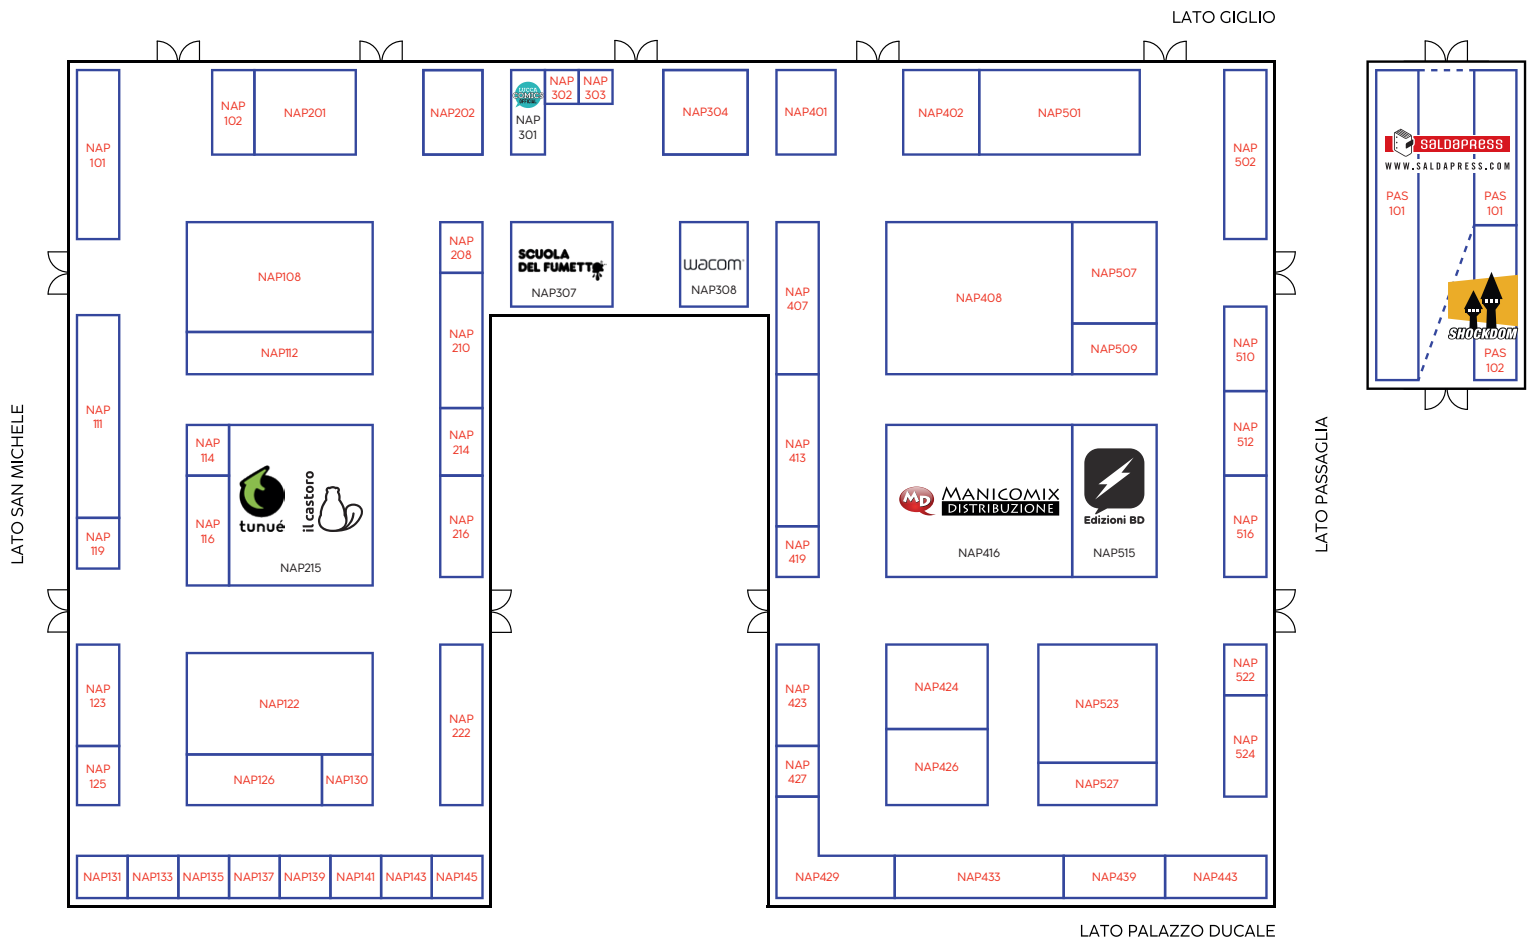 LATO GIGLIO
NAP
101
NAP
102
NAP201
NAP202
LUCCA
COMICS
OFFICIAL
NAP
301
NAP
302
NAP
303
NAP304
NAP401
NAP402
NAP501
NAP
502
SALDAPRESS
WWW.SALDAPRESS.COM
PAS
101
PAS
101
NAP108
NAP112
NAP
208
NAP
210
SCUOLA
DEL FUMETTO
NAP307
wacom
NAP308
NAP
407
NAP408
NAP507
NAP509
NAP
510
SHOCKDOM
PAS
102
LATO SAN MICHELE
NAP
111
NAP
119
NAP
114
NAP
116
tunué
il castoro
NAP215
NAP
214
NAP
216
NAP
413
NAP
419
MD
MANICOMIX
DISTRIBUZIONE
NAP416
Edizioni BD
NAP515
NAP
512
NAP
516
LATO PASSAGLIA
NAP
123
NAP
125
NAP122
NAP126
NAP130
NAP
222
NAP
423
NAP
427
NAP424
NAP426
NAP523
NAP527
NAP
522
NAP
524
NAP131
NAP133
NAP135
NAP137
NAP139
NAP141
NAP143
NAP145
NAP429
NAP433
NAP439
NAP443
LATO PALAZZO DUCALE